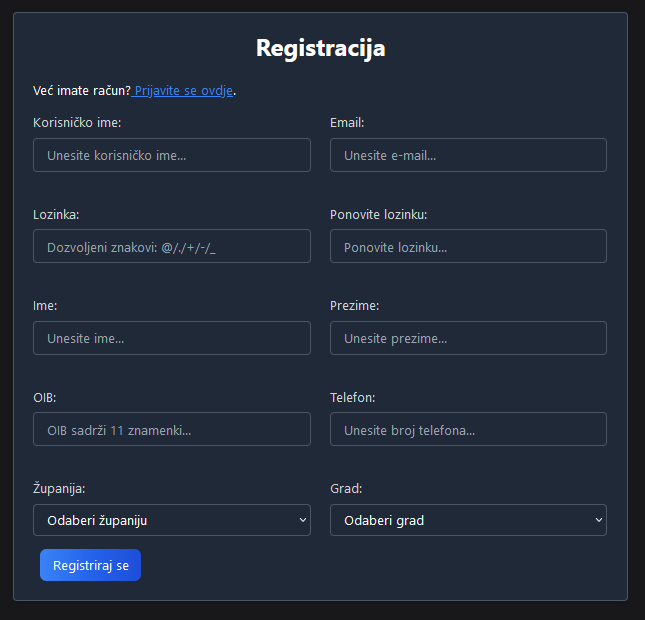 Registracija
Već imate račun? Prijavite se ovdje.
Korisničko ime:
Email:
Unesite korisničko ime...
Unesite e-mail...
Lozinka:
Ponovite lozinku:
Dozvoljeni znakovi: @/./+/-/_
Ponovite lozinku...
Ime:
Prezime:
Unesite ime...
Unesite prezime...
OIB:
Telefon:
OIB sadrži 11 znamenki...
Unesite broj telefona...
Županija:
Grad:
Odaberi županiju
Odaberi grad
Registriraj se